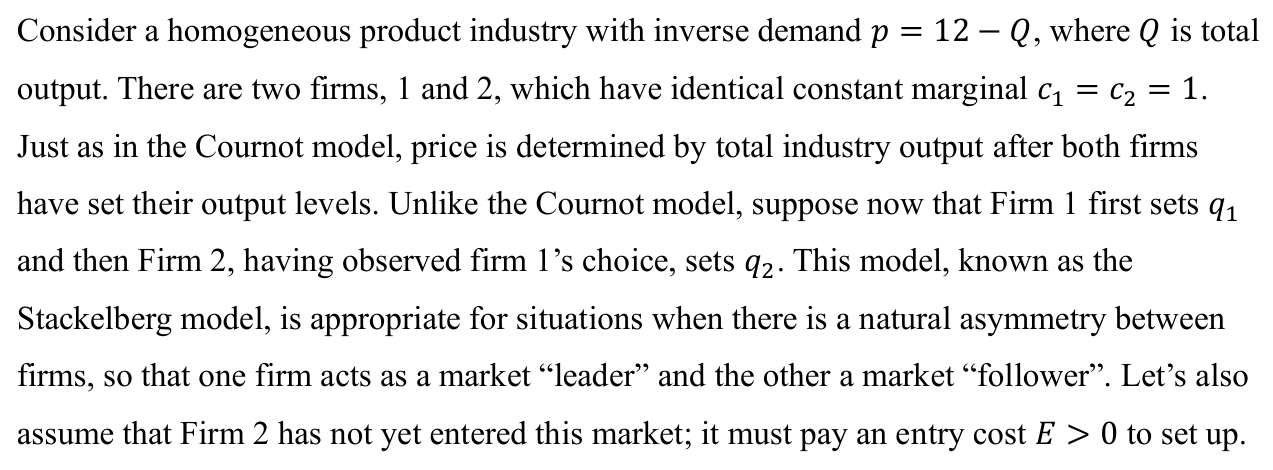 Consider a homogeneous product industry with inverse demand p = 12 − Q, where Q is total
output. There are two firms, 1 and 2, which have identical constant marginal c₁ = c₂ = 1.
Just as in the Cournot model, price is determined by total industry output after both firms
have set their output levels. Unlike the Cournot model, suppose now that Firm 1 first sets q₁
and then Firm 2, having observed firm 1’s choice, sets q₂. This model, known as the
Stackelberg model, is appropriate for situations when there is a natural asymmetry between
firms, so that one firm acts as a market “leader” and the other a market “follower”. Let’s also
assume that Firm 2 has not yet entered this market; it must pay an entry cost E > 0 to set up.